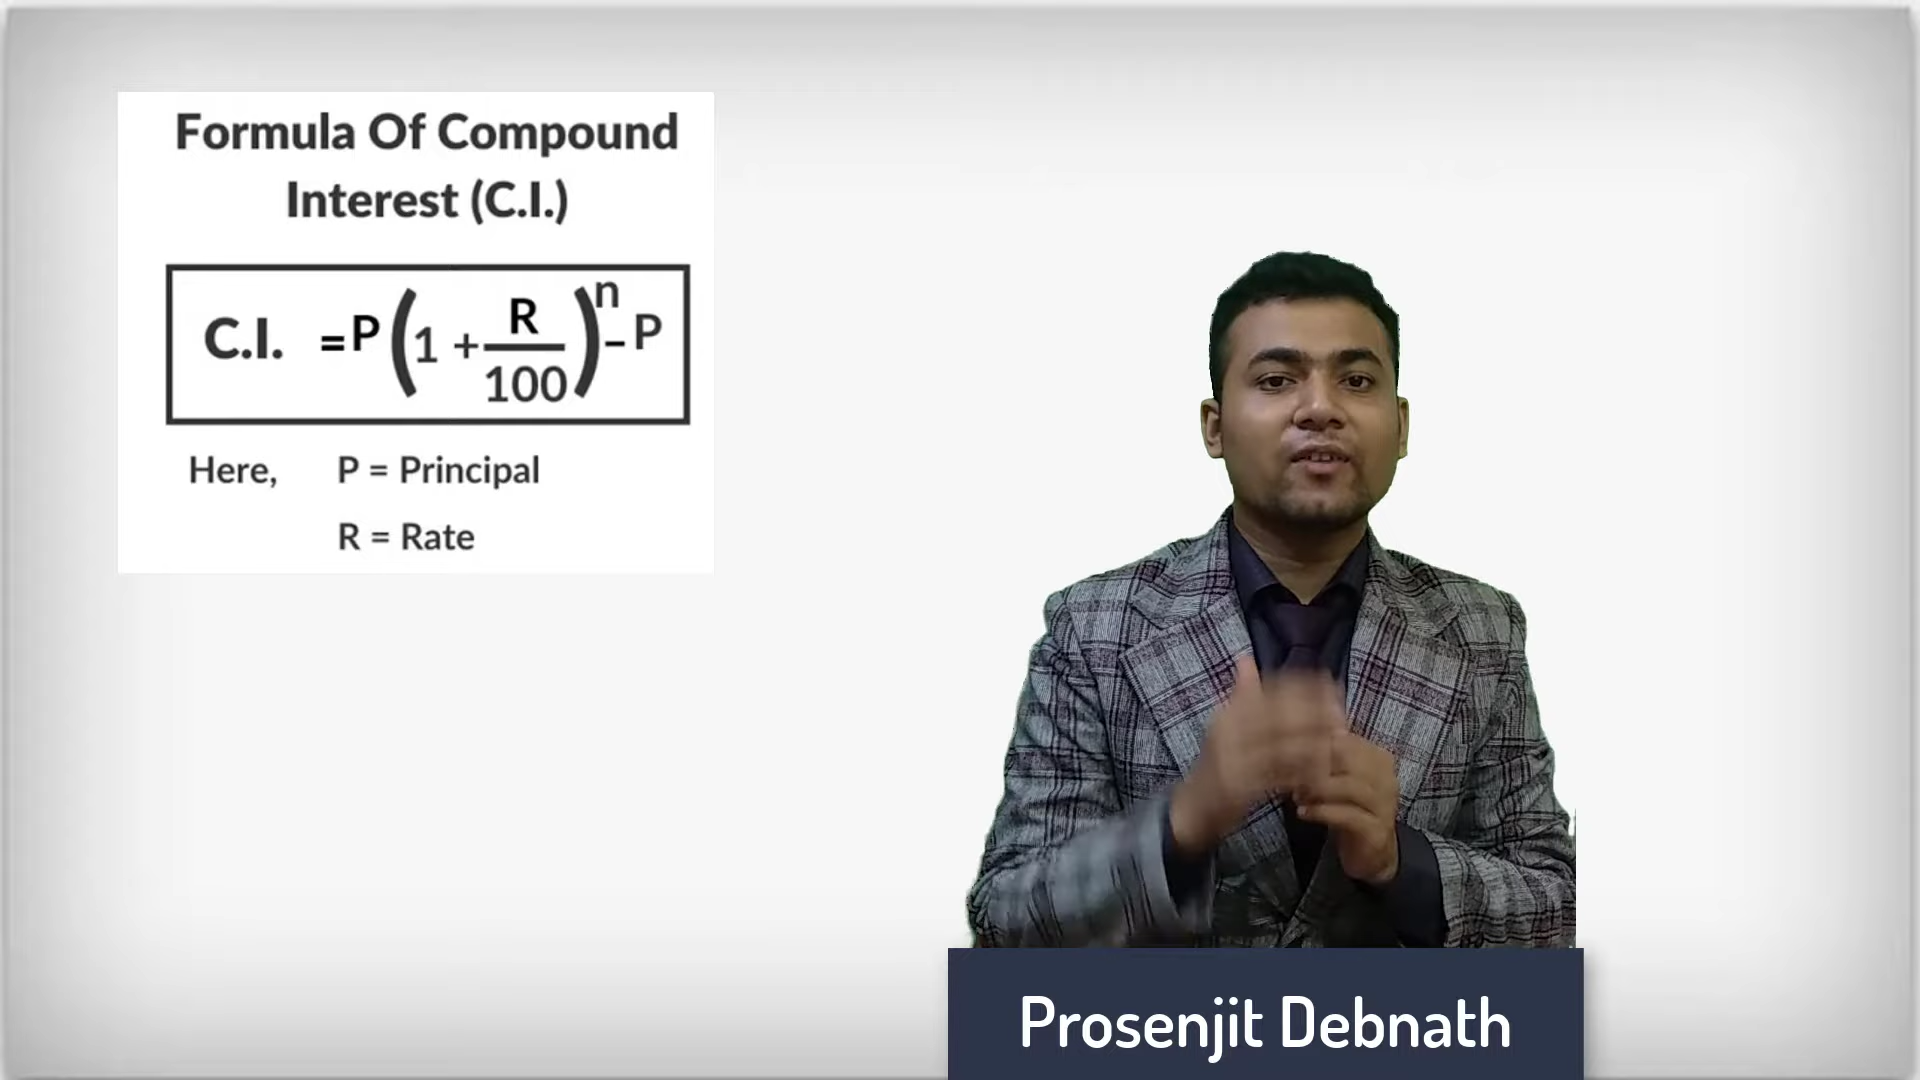 Formula Of Compound
Interest (C.I.)
C.I. = P(1 + R/100)ⁿ – P
Here, P = Principal
R = Rate
Prosenjit Debnath